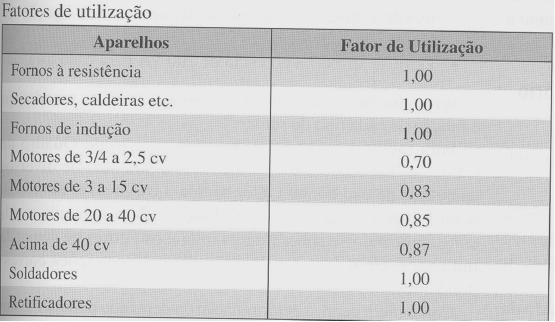 Fatores de utilização
Aparelhos Fator de Utilização
Fornos à resistência 1,00
Secadores, caldeiras etc. 1,00
Fornos de indução 1,00
Motores de 3/4 a 2,5 cv 0,70
Motores de 3 a 15 cv 0,83
Motores de 20 a 40 cv 0,85
Acima de 40 cv 0,87
Soldadores 1,00
Retificadores 1,00